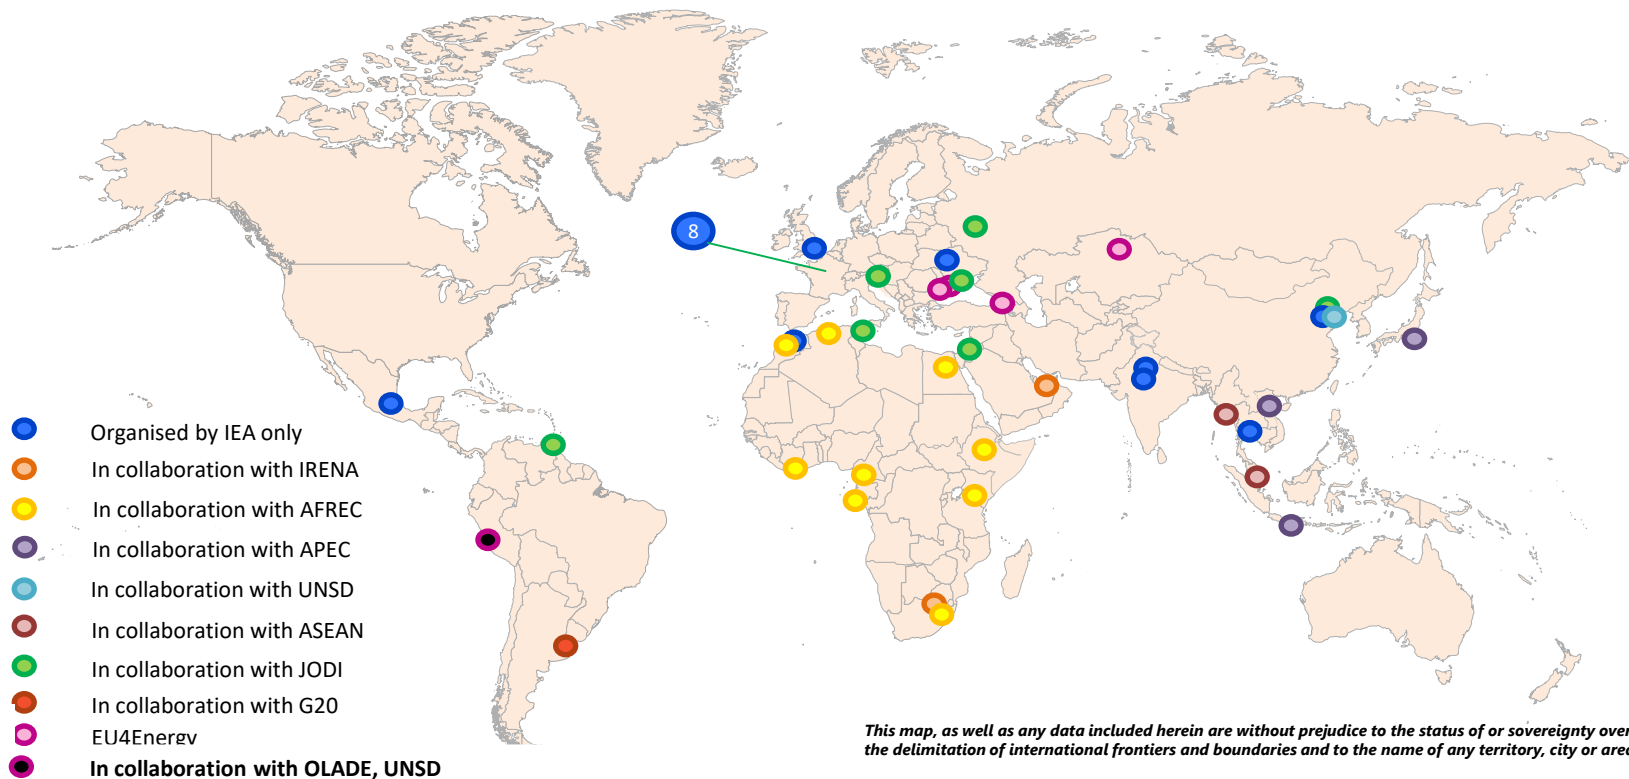 8
Organised by IEA only
In collaboration with IRENA
In collaboration with AFREC
In collaboration with APEC
In collaboration with UNSD
In collaboration with ASEAN
In collaboration with JODI
In collaboration with G20
EU4Energy
In collaboration with OLADE, UNSD
This map, as well as any data included herein are without prejudice to the status of or sovereignty over
the delimitation of international frontiers and boundaries and to the name of any territory, city or area